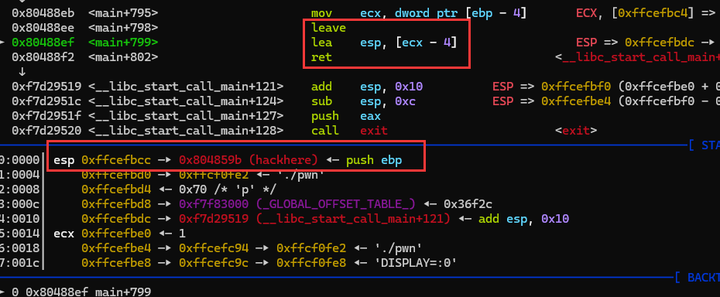 0x80488eb <main+795> mov ecx, dword ptr [ebp - 4] ECX, [0xffcefbc4] =>
0x80488ee <main+798> leave
► 0x80488ef <main+799> lea esp, [ecx - 4] ESP => 0xffcefbdc —▸
0x80488f2 <main+802> ret <__libc_start_call_main+
↓
0xf7d29519 <__libc_start_call_main+121> add esp, 0x10 ESP => 0xffcefbf0 (0xffcefbe0 + 0
0xf7d2951c <__libc_start_call_main+124> sub esp, 0xc ESP => 0xffcefbe4 (0xffcefbf0 - 0
0xf7d2951f <__libc_start_call_main+127> push eax
0xf7d29520 <__libc_start_call_main+128> call exit <exit>
[ STA
0:0000│ esp 0xffcefbcc —▸ 0x804859b (hackhere) ◂— push ebp
1:0004│ 0xffcefbd0 —▸ 0xffcf0fe2 ◂— './pwn'
2:0008│ 0xffcefbd4 ◂— 0x70 /* 'p' */
3:000c│ 0xffcefbd8 —▸ 0xf7f83000 (_GLOBAL_OFFSET_TABLE_) ◂— 0x36f2c
4:0010│ 0xffcefbdc —▸ 0xf7d29519 (__libc_start_call_main+121) ◂— add esp, 0x10
5:0014│ ecx 0xffcefbe0 ◂— 1
6:0018│ 0xffcefbe4 —▸ 0xffcefc94 —▸ 0xffcf0fe2 ◂— './pwn'
7:001c│ 0xffcefbe8 —▸ 0xffcefc9c —▸ 0xffcf0fe8 ◂— 'DISPLAY=:0'
[ BACKT
► 0 0x80488ef main+799